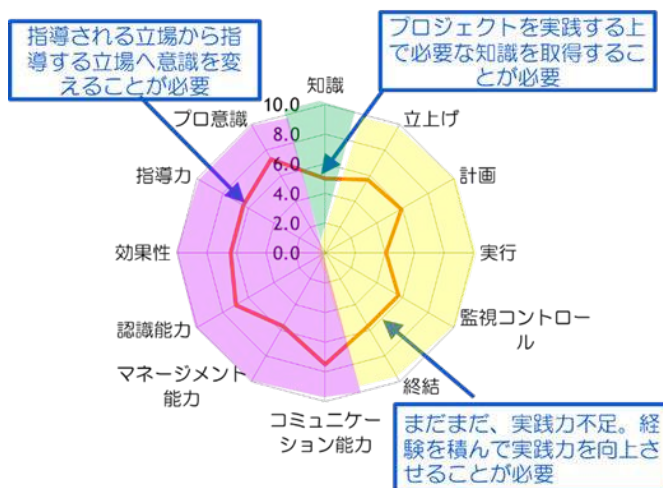 指導される立場から指
導する立場へ意識を変
えることが必要
プロジェクトを実践する上
で必要な知識を取得するこ
とが必要
知識
立上げ
計画
実行
監視コントロー
ル
終結
コミュニケー
ション能力
マネージメント
能力
認識能力
効果性
指導力
プロ意識
10.0
8.0
6.0
4.0
2.0
0.0
まだまだ、実践力不足。経
験を積んで実践力を向上さ
せることが必要